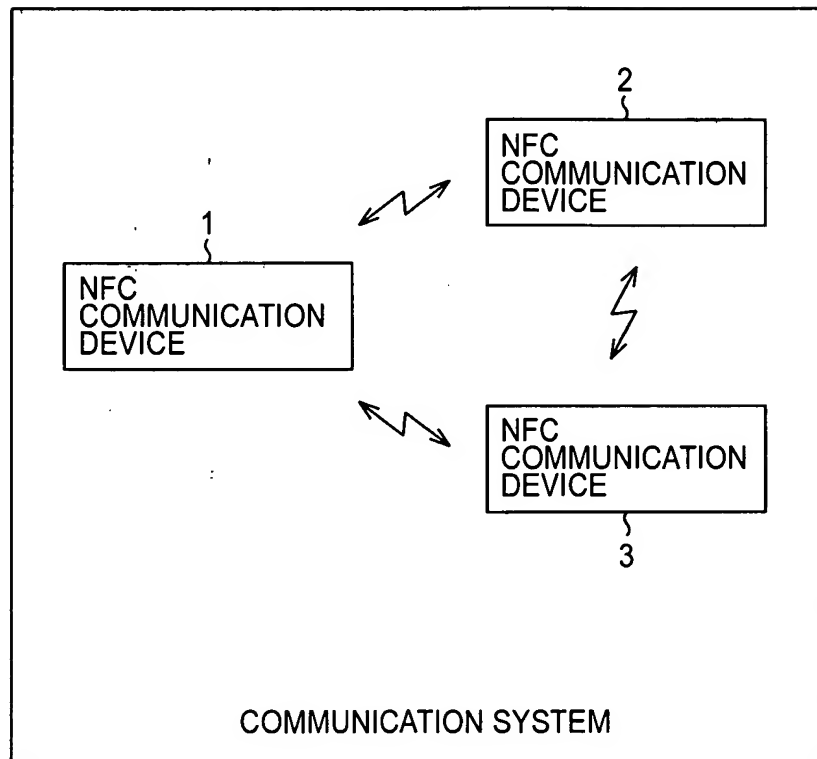 2
NFC
COMMUNICATION
DEVICE
1
NFC
COMMUNICATION
DEVICE
NFC
COMMUNICATION
DEVICE
3
COMMUNICATION SYSTEM